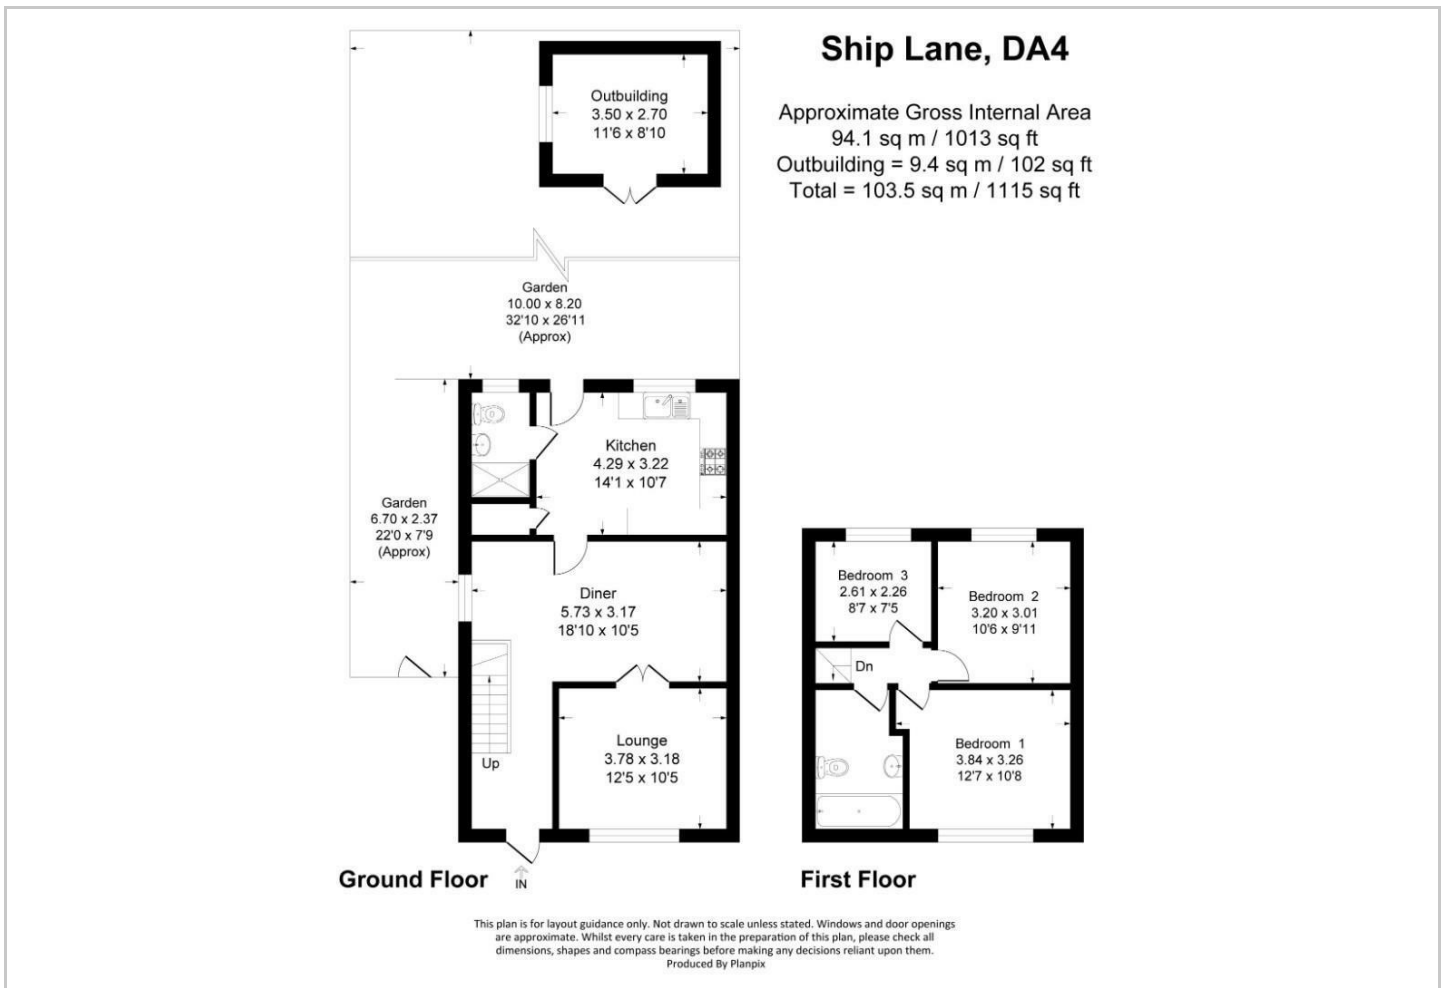 Ship Lane, DA4
Approximate Gross Internal Area
94.1 sq m / 1013 sq ft
Outbuilding = 9.4 sq m / 102 sq ft
Total = 103.5 sq m / 1115 sq ft
Outbuilding
3.50 x 2.70
11'6 x 8'10
Garden
10.00 x 8.20
32'10 x 26'11
(Approx)
Kitchen
4.29 x 3.22
14'1 x 10'7
Garden
6.70 x 2.37
22'0 x 7'9
(Approx)
Diner
5.73 x 3.17
18'10 x 10'5
Up
Lounge
3.78 x 3.18
12'5 x 10'5
IN
Ground Floor
Bedroom 3
2.61 x 2.26
8'7 x 7'5
Bedroom 2
3.20 x 3.01
10'6 x 9'11
Dn
Bedroom 1
3.84 x 3.26
12'7 x 10'8
First Floor
This plan is for layout guidance only. Not drawn to scale unless stated. Windows and door openings
are approximate. Whilst every care is taken in the preparation of this plan, please check all
dimensions, shapes and compass bearings before making any decisions reliant upon them.
Produced By Planpix